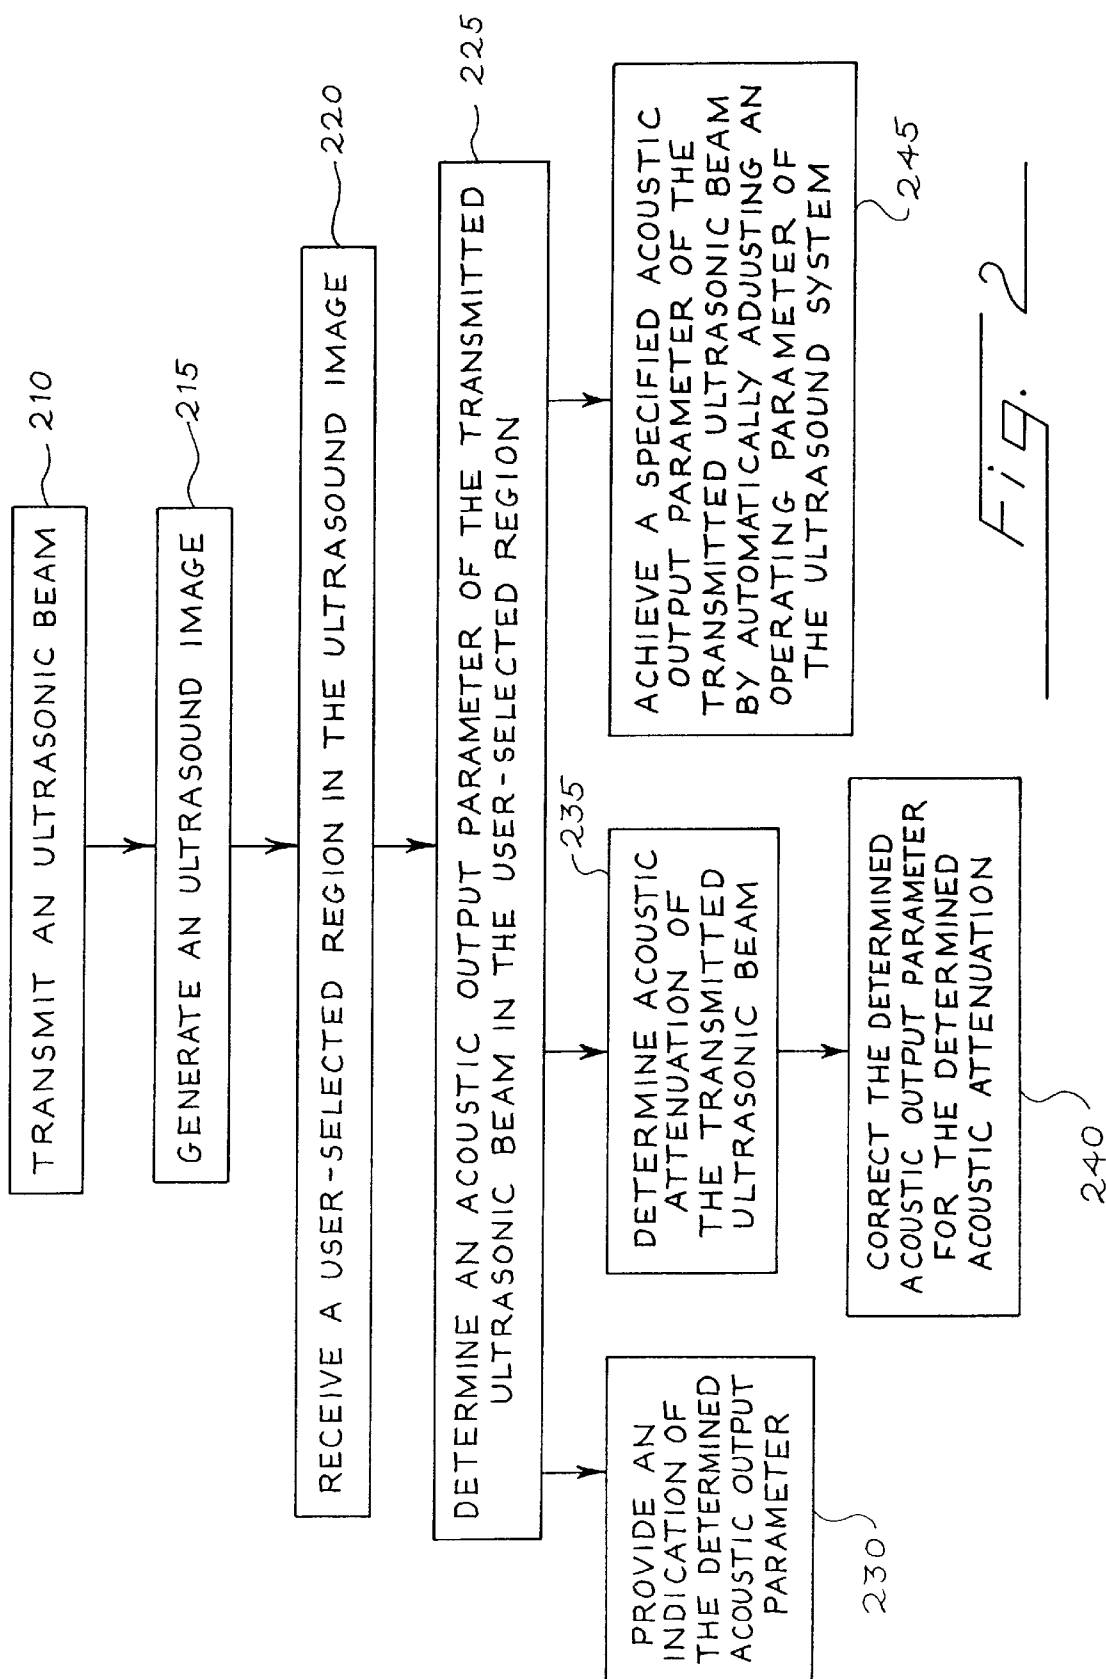 TRANSMIT AN ULTRASONIC BEAM
210
GENERATE AN ULTRASOUND IMAGE
215
RECEIVE A USER-SELECTED REGION IN THE ULTRASOUND IMAGE
220
DETERMINE AN ACOUSTIC OUTPUT PARAMETER OF THE TRANSMITTED
ULTRASONIC BEAM IN THE USER-SELECTED REGION
225
PROVIDE AN
INDICATION OF
THE DETERMINED
ACOUSTIC OUTPUT
PARAMETER
230
DETERMINE ACOUSTIC
ATTENUATION OF
THE TRANSMITTED
ULTRASONIC BEAM
235
CORRECT THE DETERMINED
ACOUSTIC OUTPUT PARAMETER
FOR THE DETERMINED
ACOUSTIC ATTENUATION
240
ACHIEVE A SPECIFIED ACOUSTIC
OUTPUT PARAMETER OF THE
TRANSMITTED ULTRASONIC BEAM
BY AUTOMATICALLY ADJUSTING AN
OPERATING PARAMETER OF
THE ULTRASOUND SYSTEM
245
Fig. 2